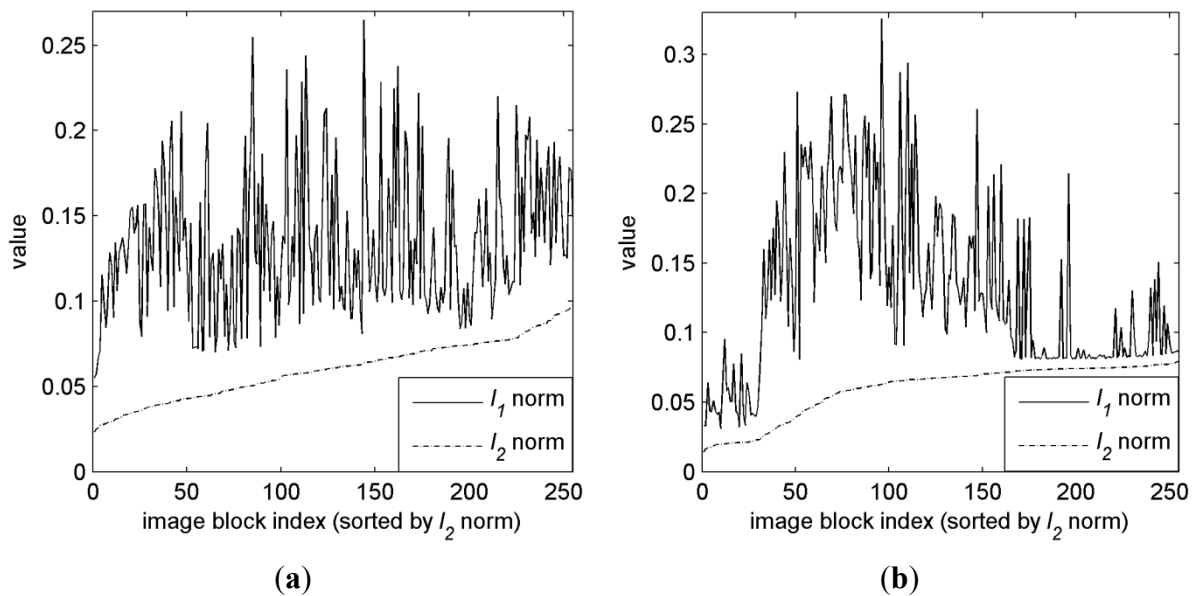 0.25
0.2
0.15
0.1
0.05
0
value
0 50 100 150 200 250
image block index (sorted by l2 norm)
l1 norm
l2 norm
(a)
0.3
0.25
0.2
0.15
0.1
0.05
0
value
0 50 100 150 200 250
image block index (sorted by l2 norm)
l1 norm
l2 norm
(b)